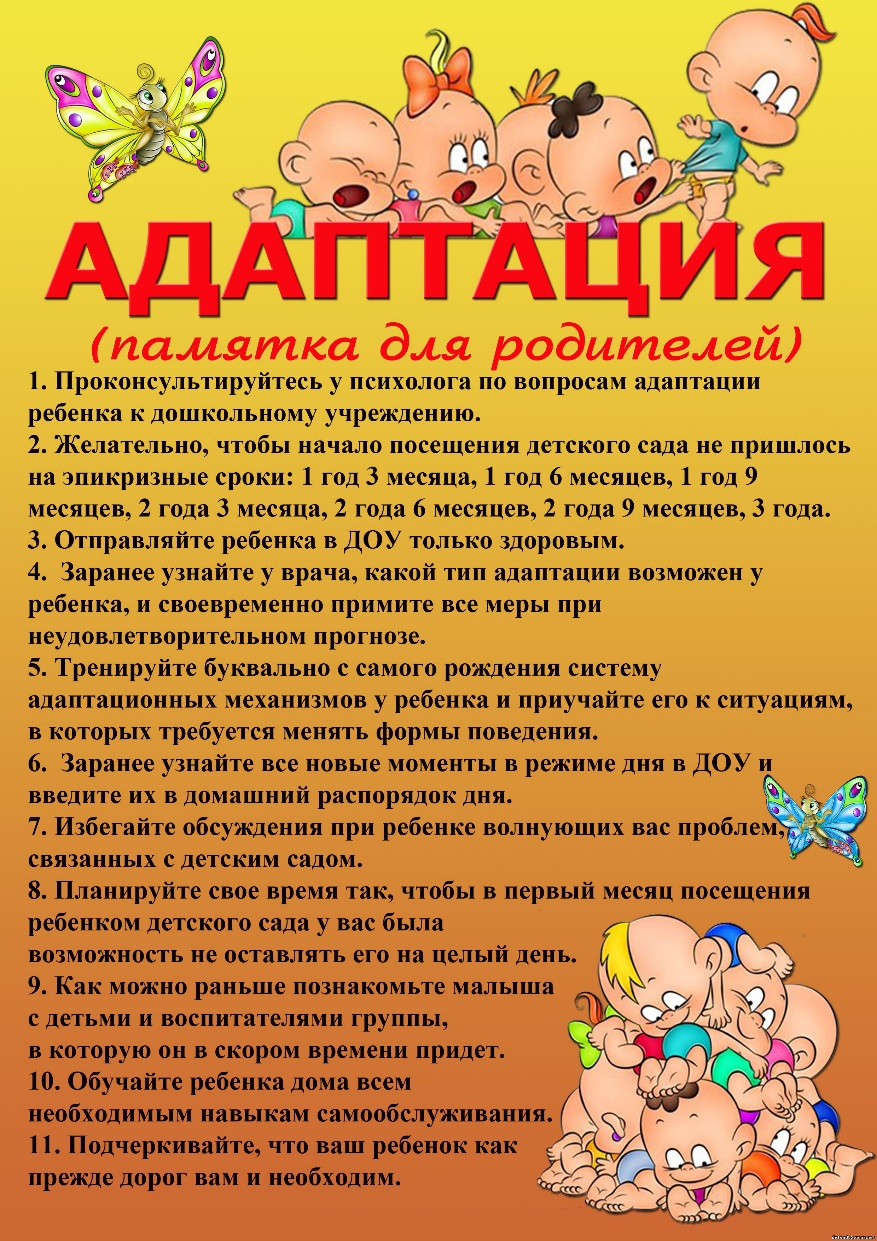 АДАПТАЦИЯ
(памятка для родителей)
1. Проконсультируйтесь у психолога по вопросам адаптации
ребенка к дошкольному учреждению.
2. Желательно, чтобы начало посещения детского сада не пришлось
на эпикризные сроки: 1 год 3 месяца, 1 год 6 месяцев, 1 год 9
месяцев, 2 года 3 месяца, 2 года 6 месяцев, 2 года 9 месяцев, 3 года.
3. Отправляйте ребенка в ДОУ только здоровым.
4.  Заранее узнайте у врача, какой тип адаптации возможен у
ребенка, и своевременно примите все меры при
неудовлетворительном прогнозе.
5. Тренируйте буквально с самого рождения систему
адаптационных механизмов у ребенка и приучайте его к ситуациям,
в которых требуется менять формы поведения.
6.  Заранее узнайте все новые моменты в режиме дня в ДОУ и
введите их в домашний распорядок дня.
7. Избегайте обсуждения при ребенке волнующих вас проблем,
связанных с детским садом.
8. Планируйте свое время так, чтобы в первый месяц посещения
ребенком детского сада у вас была
возможность не оставлять его на целый день.
9. Как можно раньше познакомьте малыша
с детьми и воспитателями группы,
в которую он в скором времени придет.
10. Обучайте ребенка дома всем
необходимым навыкам самообслуживания.
11. Подчеркивайте, что ваш ребенок как
прежде дорог вам и необходим.